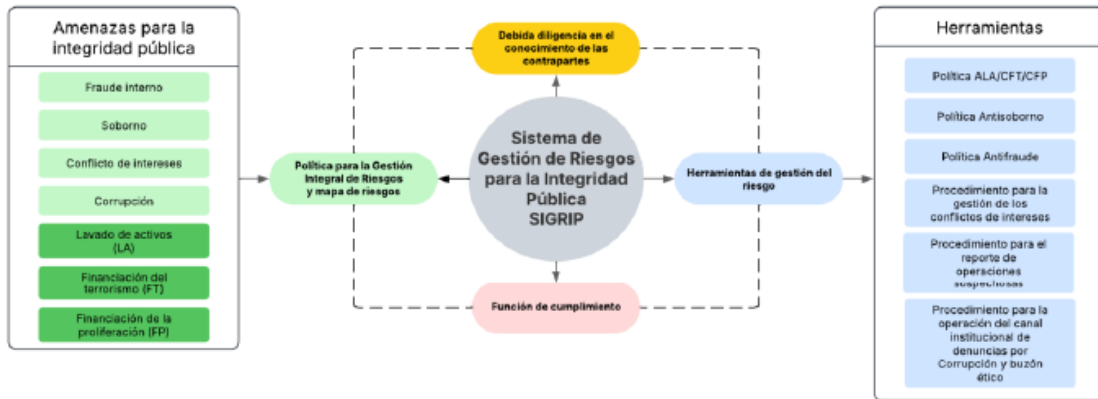 Amenazas para la
integridad pública
Fraude interno
Soborno
Conflicto de intereses
Corrupción
Lavado de activos
(LA)
Financiación del
terrorismo (FT)
Financiación de la
proliferación (FP)
Debida diligencia en el
conocimiento de las
contrapartes
Política para la Gestión
Integral de Riesgos
y mapa de riesgos
Sistema de
Gestión de Riesgos
para la Integridad
Pública
SIGRIP
Herramientas de gestión del
riesgo
Función de cumplimiento
Herramientas
Política ALA/CFT/CFP
Política Antisoborno
Política Antifraude
Procedimiento para la
gestión de los
conflictos de intereses
Procedimiento para el
reporte de
operaciones
sospechosas
Procedimiento para la
operación del canal
institucional de
denuncias por
Corrupción y buzón
ético